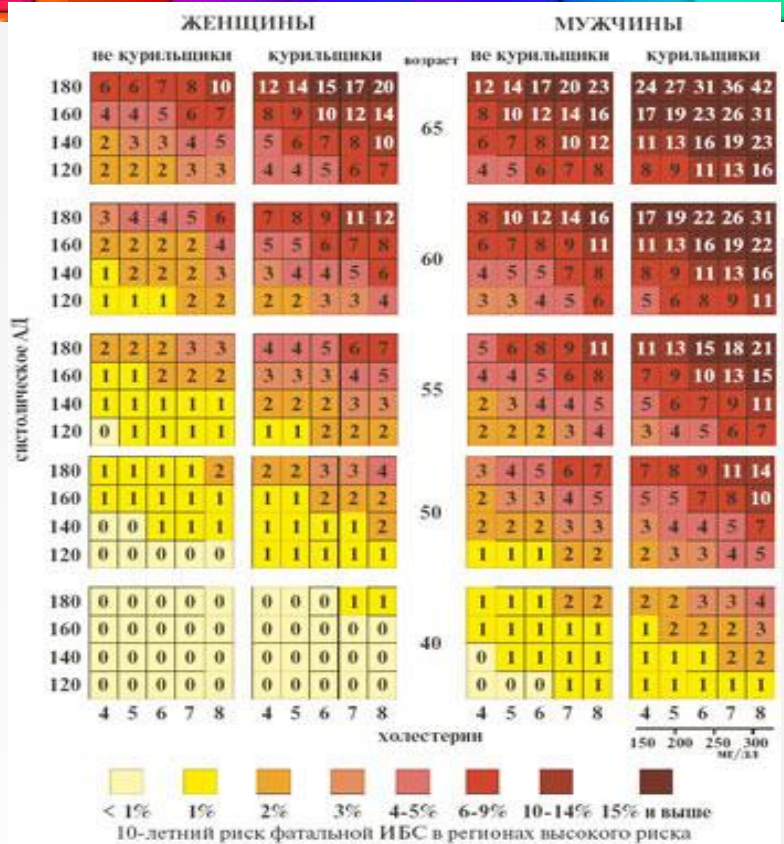 ЖЕНЩИНЫ МУЖЧИНЫ
не курильщики курильщики возраст не курильщики курильщики
180 6 6 7 8 10 12 14 15 17 20 12 14 17 20 23 24 27 31 36 42
160 4 4 5 6 7 8 9 10 12 14 8 10 12 14 16 17 19 23 26 31
65
140 2 3 3 4 5 5 6 7 8 10 6 7 8 10 12 11 13 16 19 23
120 2 2 2 3 3 4 4 5 6 7 4 5 6 7 8 8 9 11 13 16
180 3 4 4 5 6 7 8 9 11 12 8 10 12 14 16 17 19 22 26 31
160 2 2 2 2 4 5 5 6 7 8 6 7 8 9 11 11 13 16 19 22
60
140 1 2 2 2 3 3 4 4 5 6 4 5 5 7 8 8 9 11 13 16
120 1 1 1 2 2 2 2 3 3 4 3 3 4 5 6 5 6 8 9 11
систолическое АД
180 2 2 2 3 3 4 4 5 6 7 5 6 8 9 11 11 13 15 18 21
160 1 1 2 2 2 3 3 3 4 5 4 4 5 6 8 7 9 10 13 15
55
140 1 1 1 1 1 2 2 2 3 3 2 3 4 4 5 5 6 7 9 11
120 0 1 1 1 1 1 1 2 2 2 2 2 2 3 4 3 4 5 6 7
180 1 1 1 1 2 2 2 3 3 4 3 4 5 6 7 7 8 9 11 14
160 1 1 1 1 1 1 1 2 2 2 2 3 3 4 5 5 5 7 8 10
50
140 0 0 1 1 1 1 1 1 1 2 2 2 2 3 3 3 4 4 5 7
120 0 0 0 0 0 1 1 1 1 1 1 1 1 2 2 2 3 3 4 5
180 0 0 0 0 0 0 0 0 1 1 1 1 1 2 2 2 2 3 3 4
160 0 0 0 0 0 0 0 0 0 0 1 1 1 1 1 1 2 2 2 3
40
140 0 0 0 0 0 0 0 0 0 0 0 1 1 1 1 1 1 1 2 2
120 0 0 0 0 0 0 0 0 0 0 0 0 0 1 1 1 1 1 1 1
4 5 6 7 8 4 5 6 7 8 4 5 6 7 8 4 5 6 7 8
холестерин
150 200 250 300
мг/дл
< 1% 1% 2% 3% 4-5% 6-9% 10-14% 15% и выше
10-летний риск фатальной ИБС в регионах высокого риска